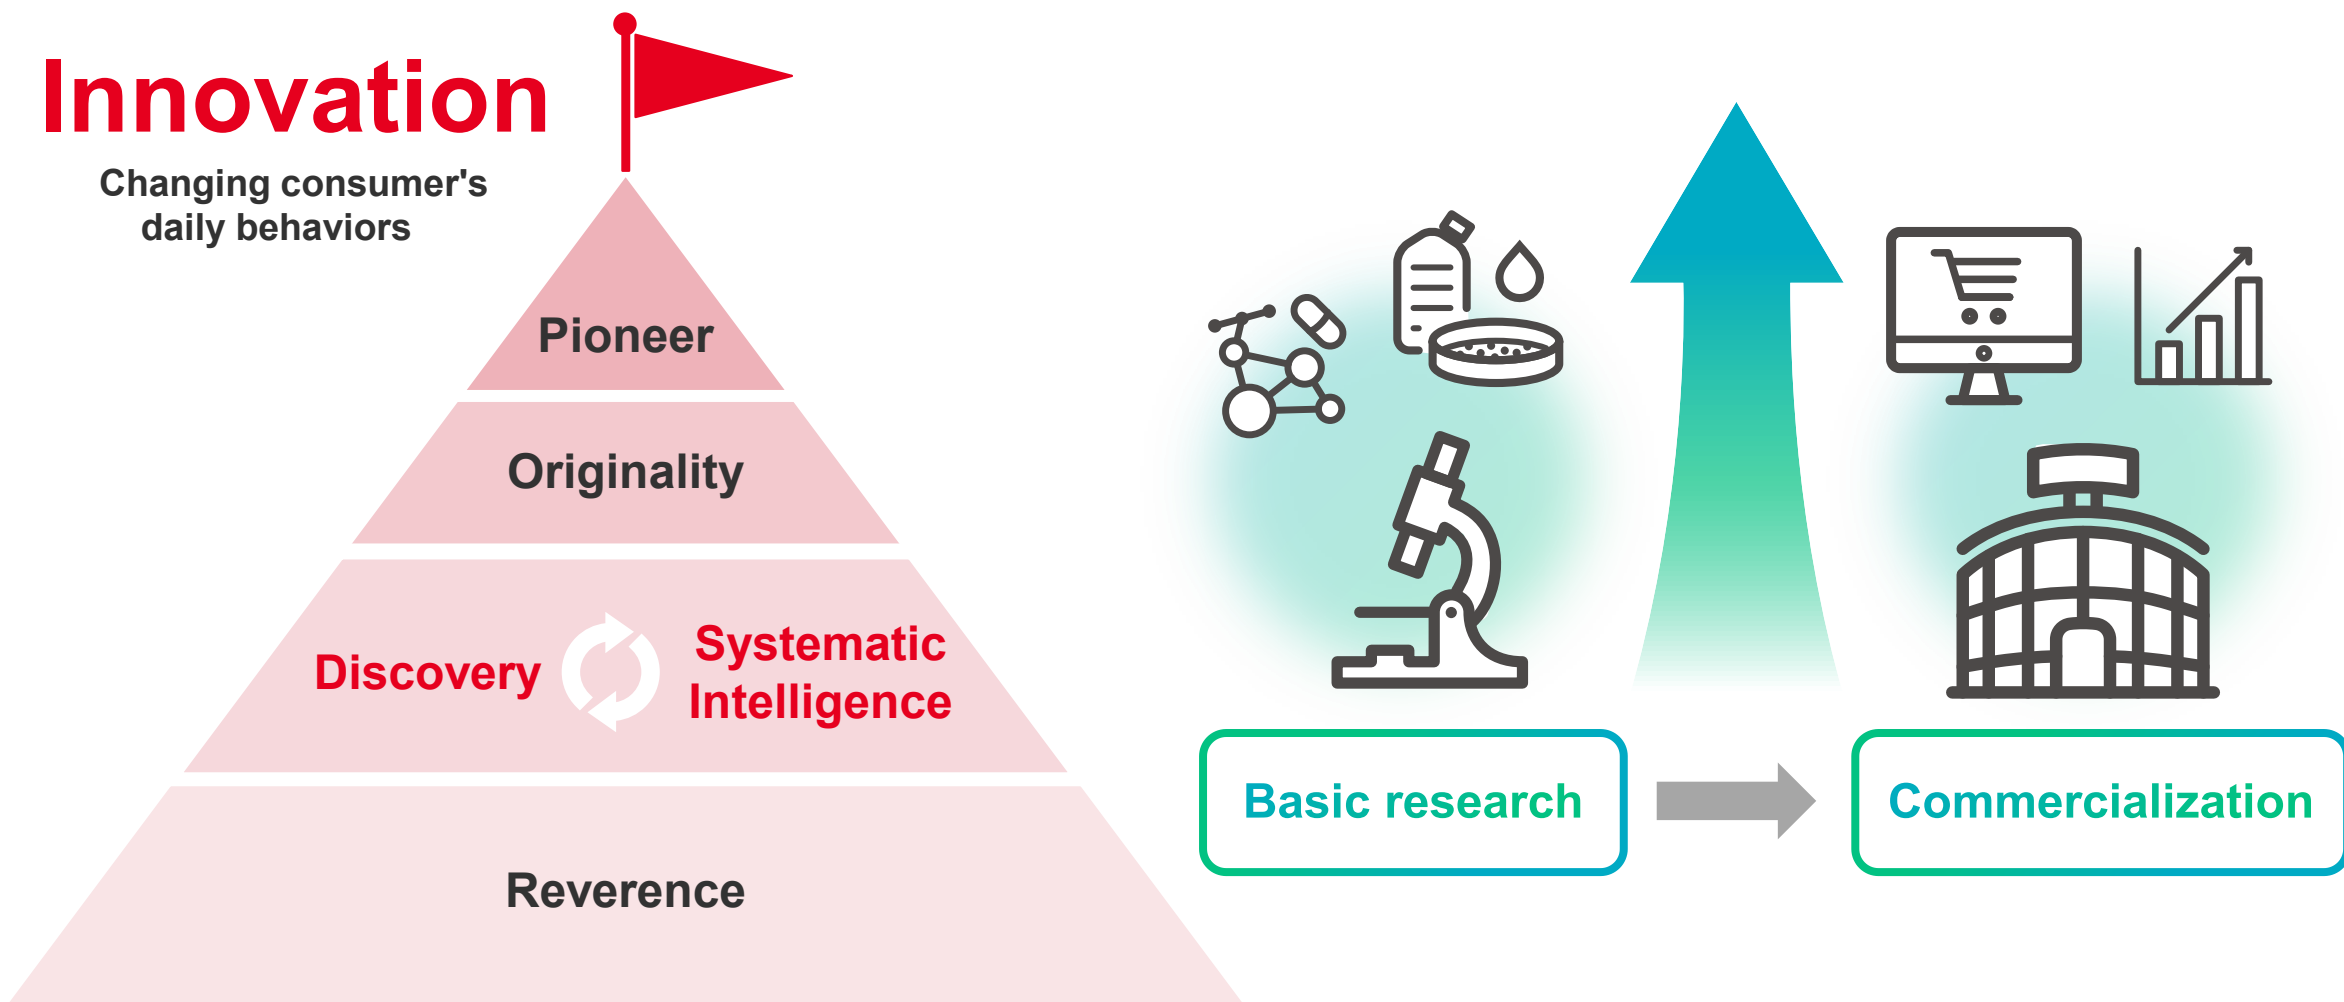 Innovation
Changing consumer's
daily behaviors
Pioneer
Originality
Discovery
Systematic
Intelligence
Reverence
Basic research
Commercialization